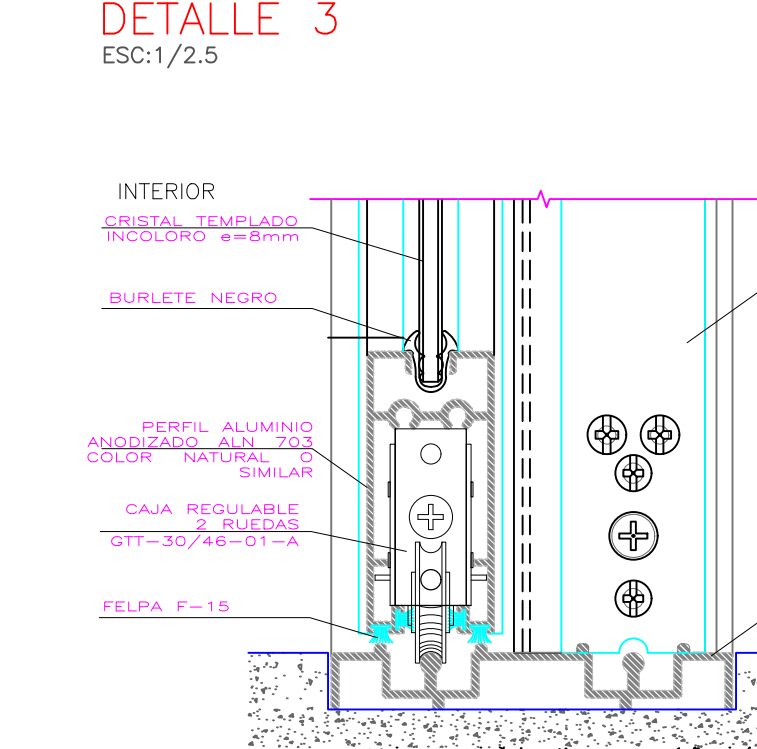 DETALLE 3
ESC:1/2.5
INTERIOR
CRISTAL TEMPLADO
INCOLORO e=8mm
BURLETE NEGRO
PERFIL ALUMINIO
ANODIZADO ALN 703
COLOR NATURAL O
SIMILAR
CAJA REGULABLE
2 RUEDAS
GTT-30/46-01-A
FELPA F-15